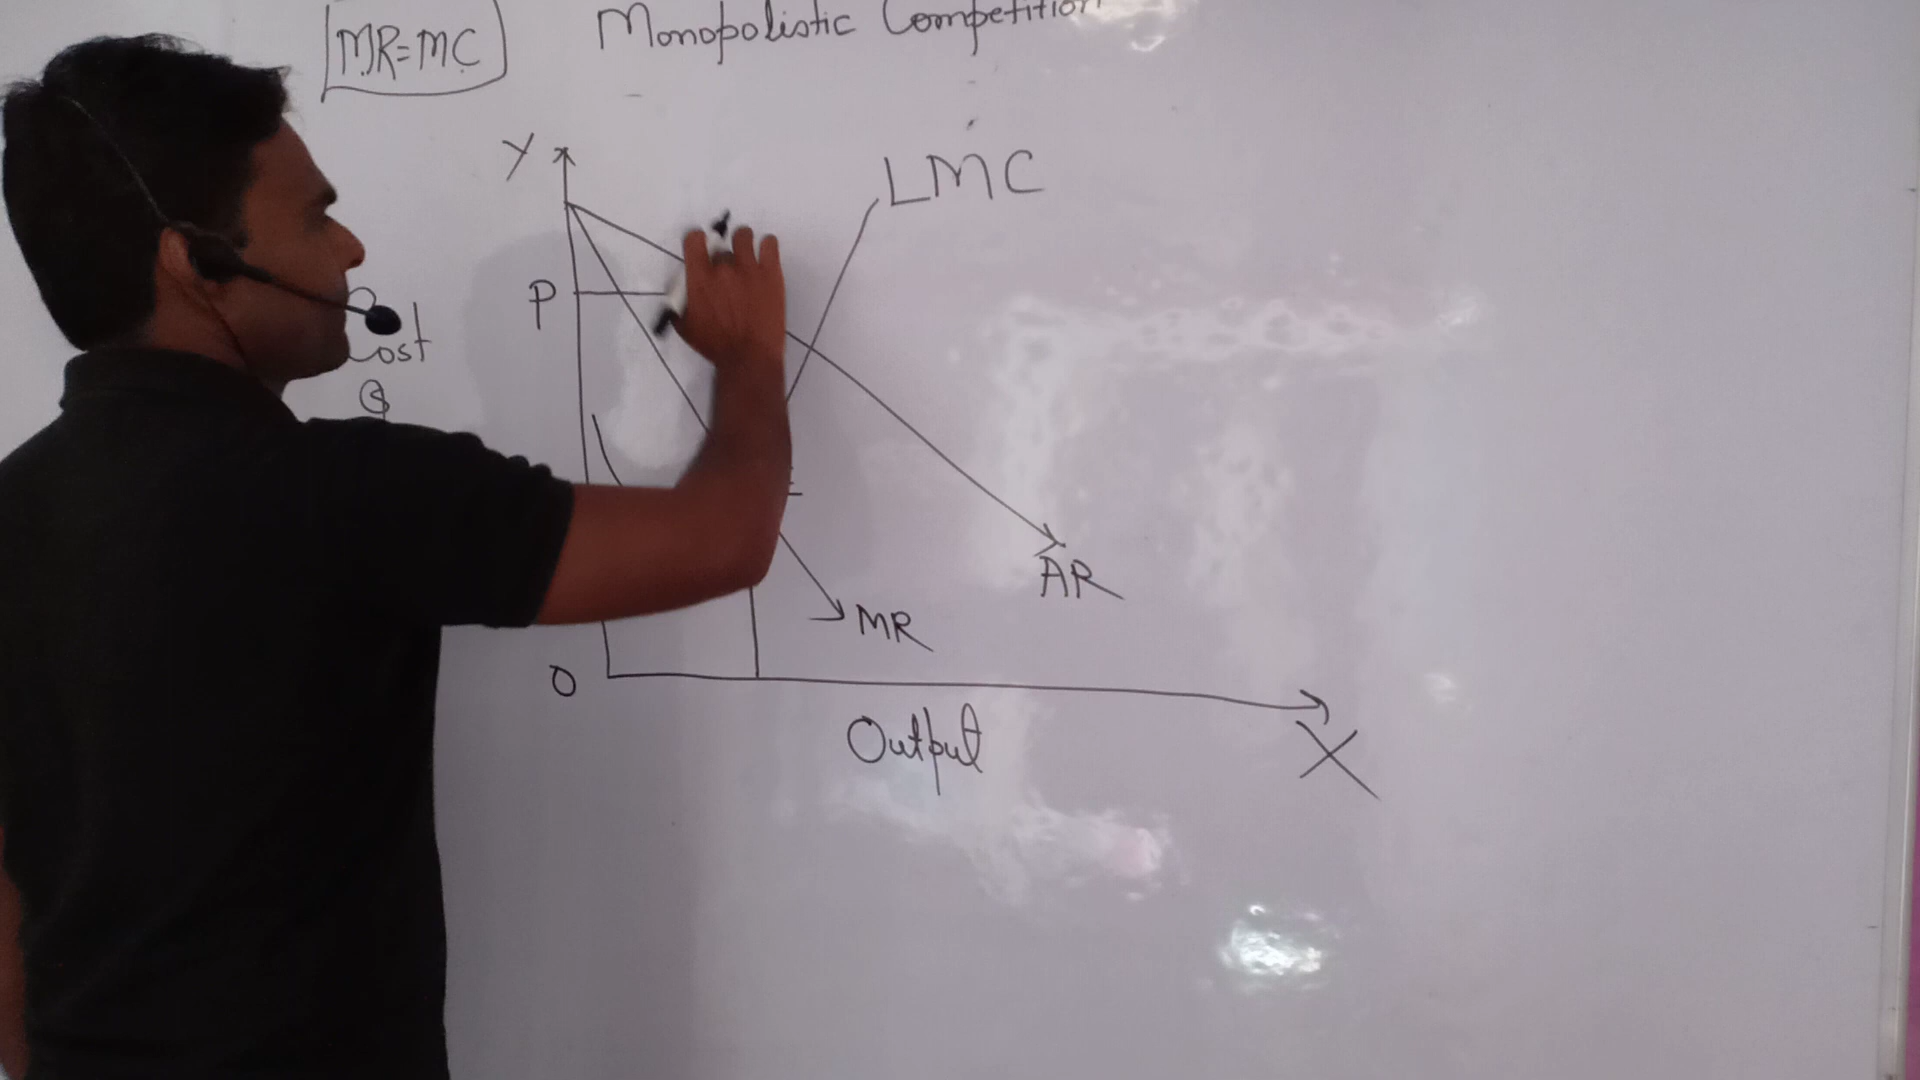 MR=MC
Monopolistic Competition
Y
LMC
P
Cost
&
AR
MR
O
Output
X